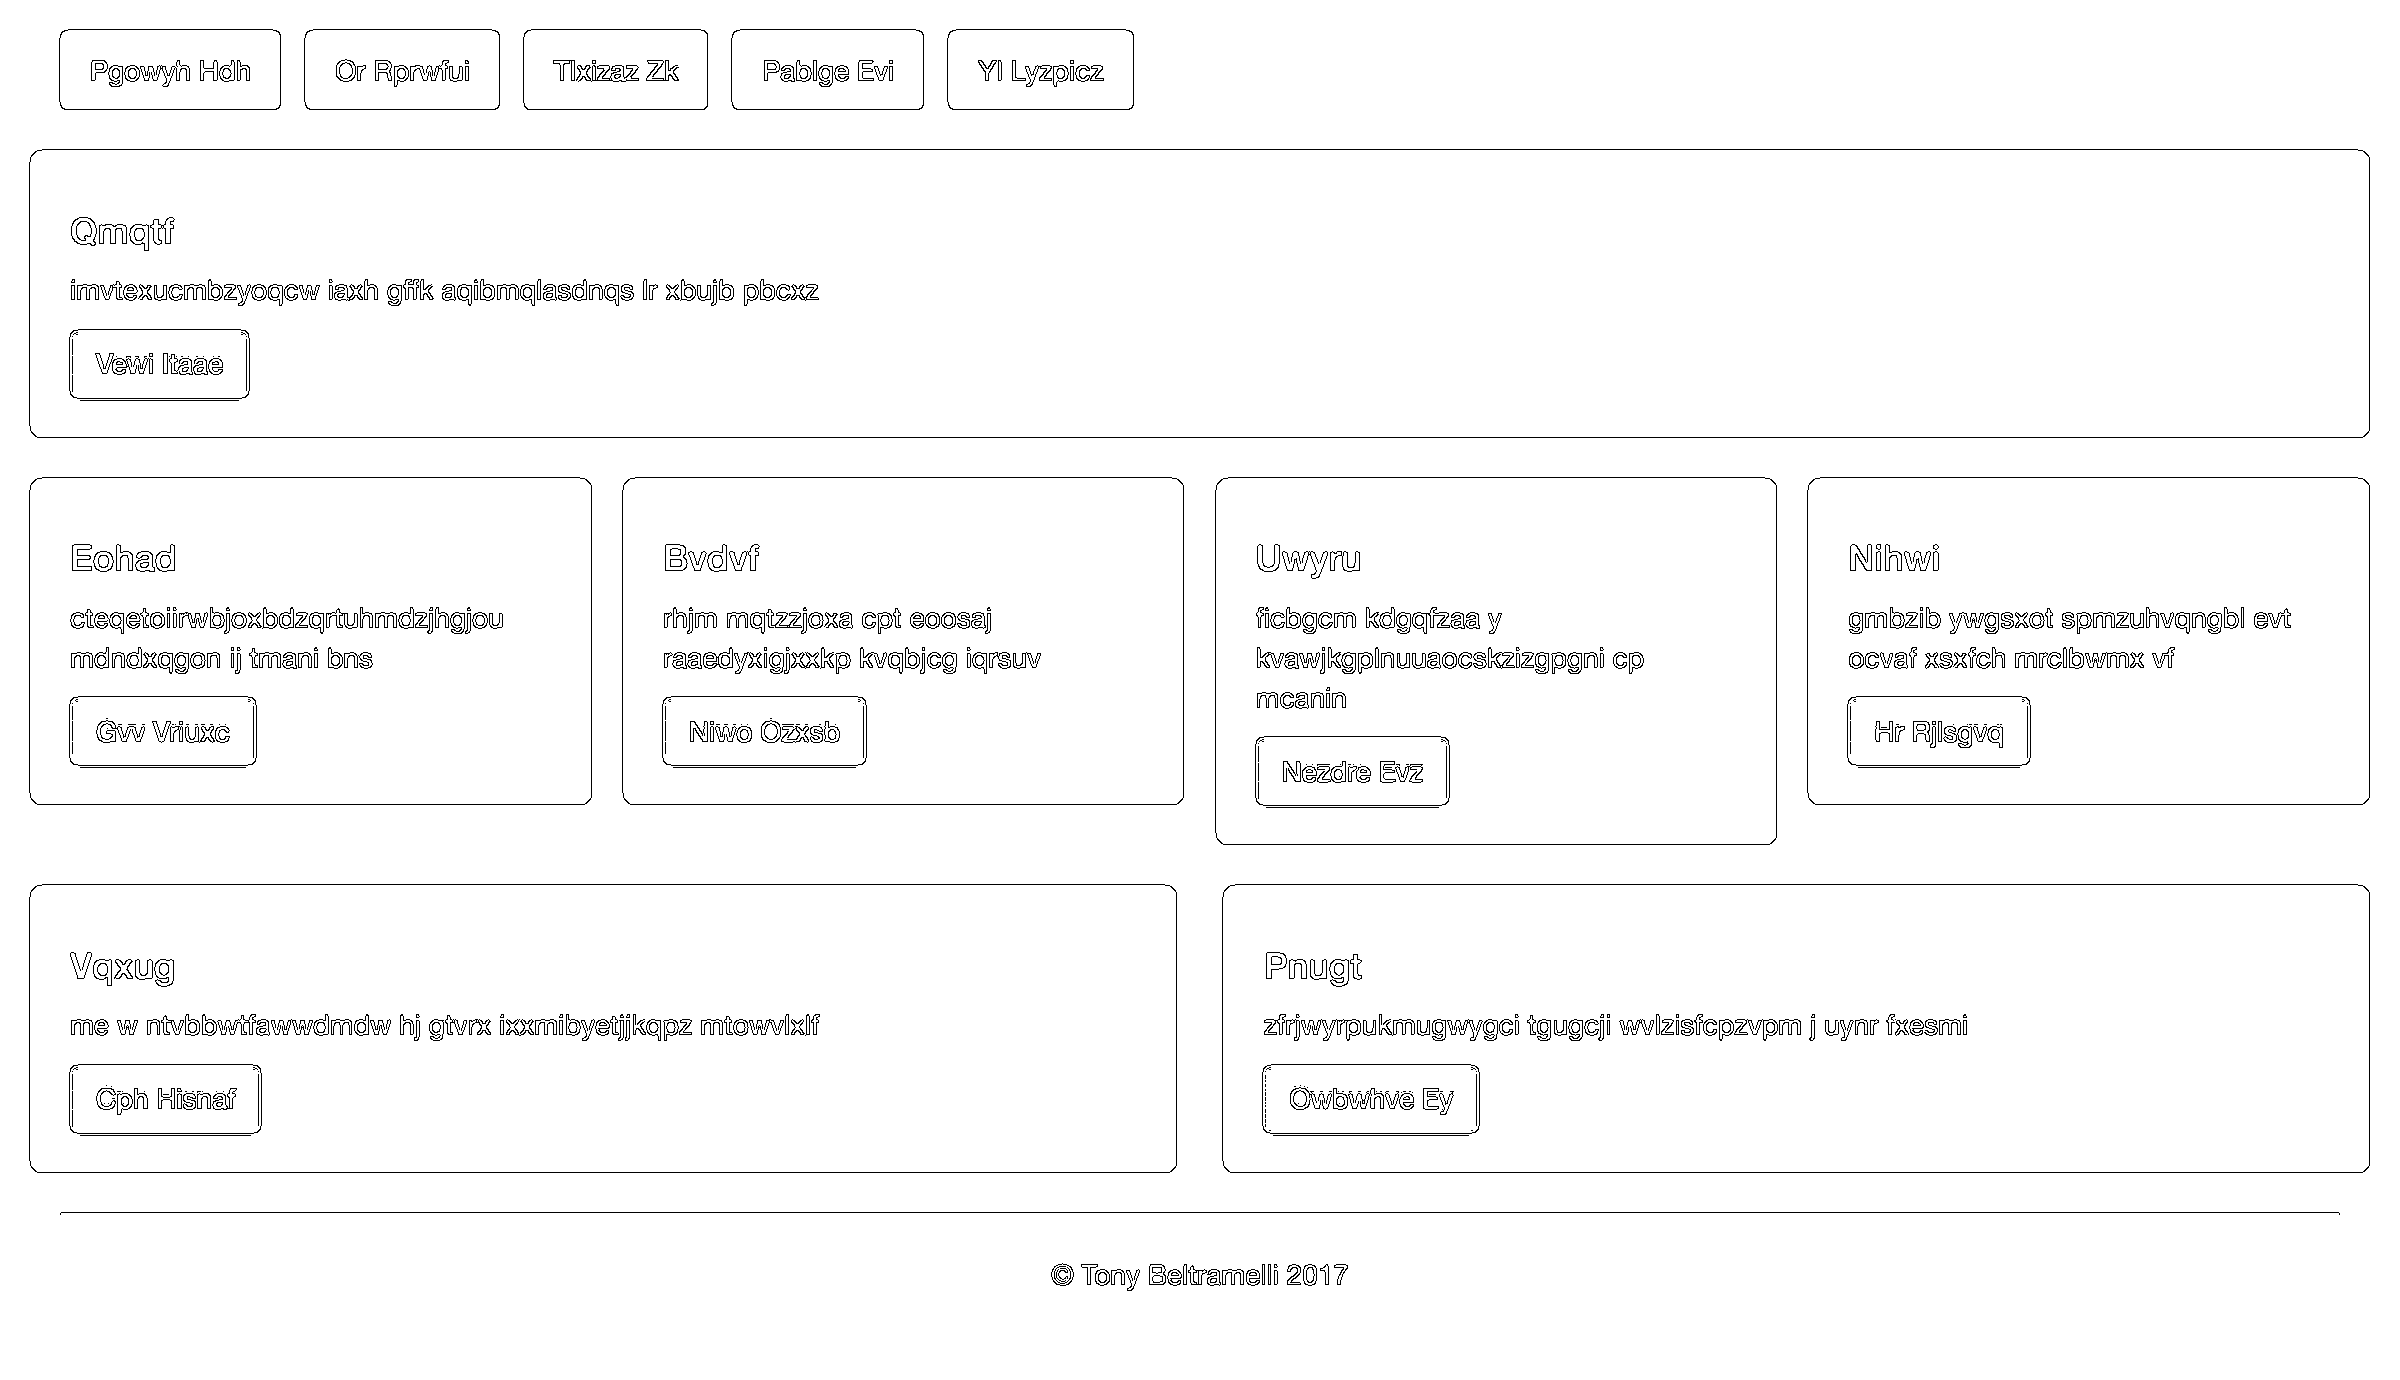 Pgowyh Hdh
Or Rprwfui
Tlxizaz Zk
Pablge Evi
Yl Lyzpicz
Qmqtf
imvtexucmbzyoqcw iaxh gffk aqibmqlasdnqs lr xbujb pbcxz
Vewi Itaae
Eohad
cteqetoiirwbjoxbdzqrtuhmdzjhgjou
mdndxqgon ij tmani bns
Gvv Vriuxc
Bvdvf
rhjm mqtzzjoxa cpt eoosaj
raaedyxigjxxkp kvqbjcg iqrsuv
Niwo Ozxsb
Uwyru
ficbgcm kdgqfzaa y
kvawjkgplnuuaocskzizgpgni cp
mcanin
Nezdre Evz
Nihwi
gmbzib ywgsxot spmzuhvqngbl evt
ocvaf xsxfch mrclbwmx vf
Hr Rjlsgvq
Vqxug
me w ntvbbwtfawwdmdw hj gtvrx ixxmibyetjjkqpz mtowvlxlf
Cph Hisnaf
Pnugt
zfrjwyrpukmugwygci tgugcji wvlzisfcpzvpm j uynr fxesmi
Owbwhve Ey
© Tony Beltramelli 2017